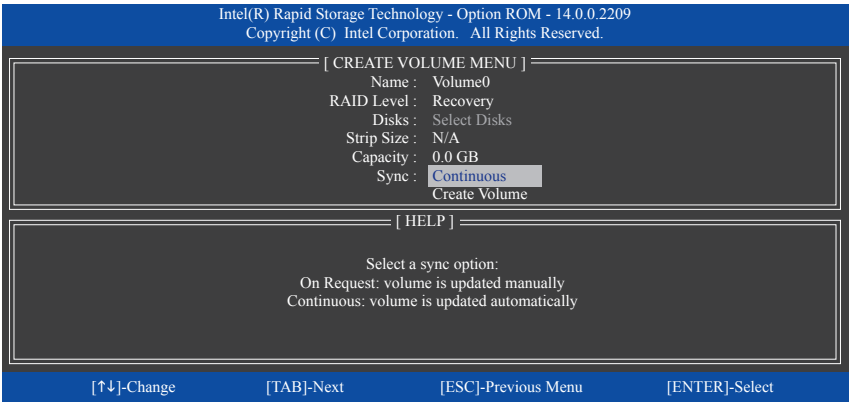 Intel(R) Rapid Storage Technology - Option ROM - 14.0.0.2209
Copyright (C) Intel Corporation. All Rights Reserved.
[ CREATE VOLUME MENU ]
Name : Volume0
RAID Level : Recovery
Disks : Select Disks
Strip Size : N/A
Capacity : 0.0 GB
Sync : Continuous
Create Volume
[ HELP ]
Select a sync option:
On Request: volume is updated manually
Continuous: volume is updated automatically
[↑↓]-Change [TAB]-Next [ESC]-Previous Menu [ENTER]-Select